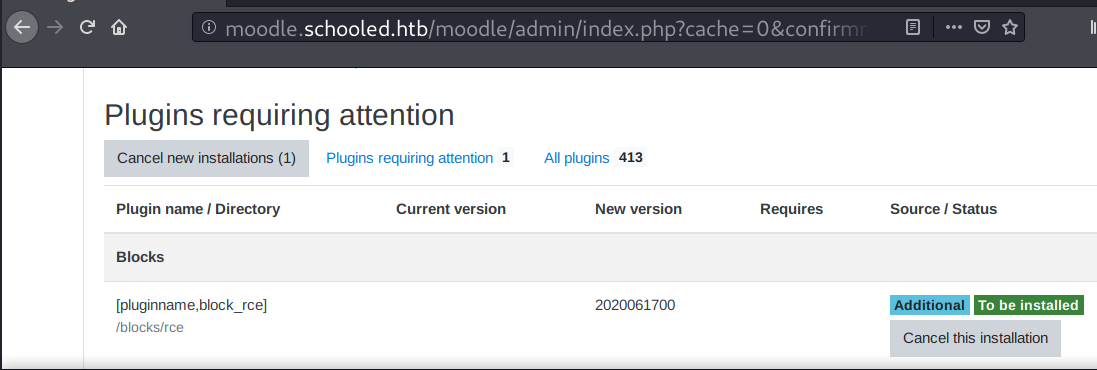 moodle.schooled.htb/moodle/admin/index.php?cache=0&confirm
Plugins requiring attention
Cancel new installations (1) Plugins requiring attention 1 All plugins 413
Plugin name / Directory Current version New version Requires Source / Status
Blocks
[pluginname,block_rce] 2020061700 Additional To be installed
/blocks/rce Cancel this installation